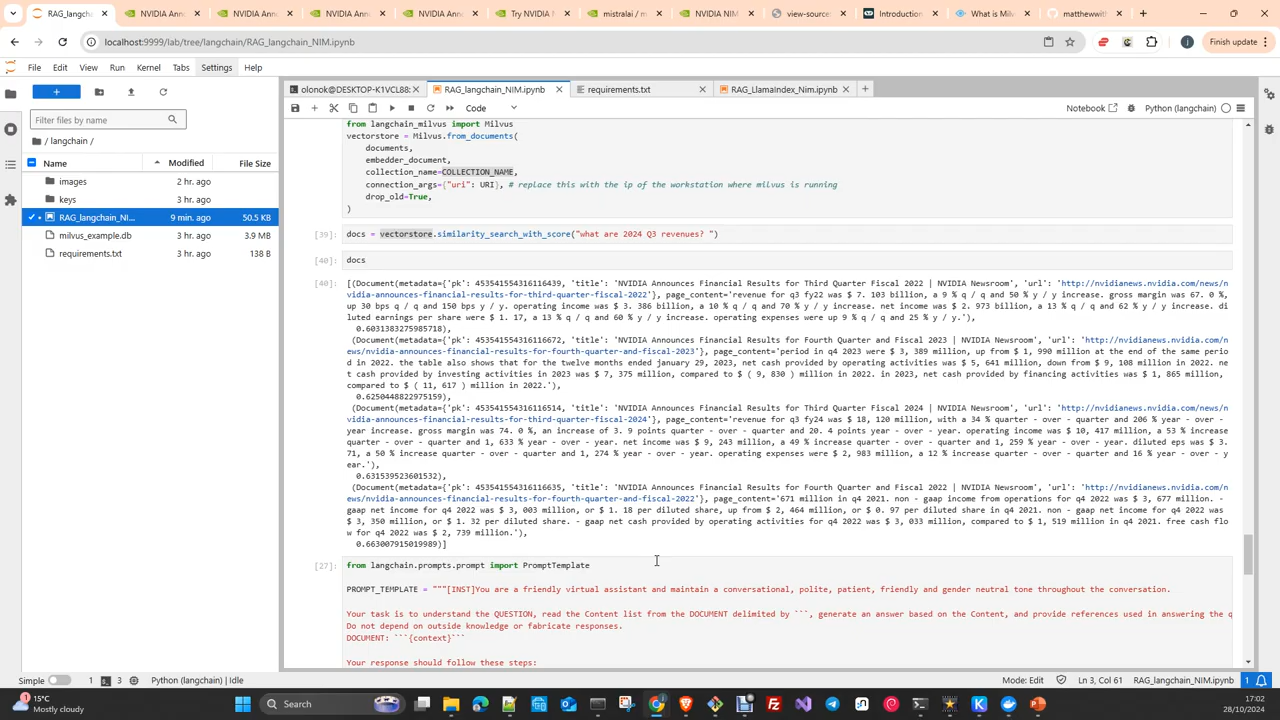 RAG_langchain_
NVIDIA Ann
NVIDIA Ann
NVIDIA Ann
NVIDIA Ann
Try NVIDIA N
mistralai / m
NVIDIA NIM
view-source:
Introduction
What is Milv
matthewwith
localhost:9999/lab/tree/langchain/RAG_langchain_NIM.ipynb
Finish update
File Edit View Run Kernel Tabs Settings Help
olonok@DESKTOP-K1VCL88:
RAG_langchain_NIM.ipynb
requirements.txt
RAG_LlamaIndex_Nim.ipynb
Code
Notebook
Python (langchain)
Filter files by name
/ langchain /
Name Modified File Size
images 2 hr. ago
keys 3 hr. ago
RAG_langchain_NI... 9 min. ago 50.5 KB
milvus_example.db 3 hr. ago 3.9 MB
requirements.txt 3 hr. ago 138 B
from langchain_milvus import Milvus
vectorstore = Milvus.from_documents(
documents,
embedder_document,
collection_name=COLLECTION_NAME,
connection_args={"uri": URI}, # replace this with the ip of the workstation where milvus is running
drop_old=True,
)
[39]: docs = vectorstore.similarity_search_with_score("what are 2024 Q3 revenues? ")
[40]: docs
[40]: [(Document(metadata={'pk': 453541554316116439, 'title': 'NVIDIA Announces Financial Results for Third Quarter Fiscal 2022 | NVIDIA Newsroom', 'url': 'http://nvidianews.nvidia.com/news/n
vidia-announces-financial-results-for-third-quarter-fiscal-2022'}, page_content='revenue for q3 fy22 was $ 7. 103 billion, a 9 % q / q and 50 % y / y increase. gross margin was 67. 0 %,
up 30 bps q / q and 150 bps y / y. operating income was $ 3. 386 billion, a 10 % q / q and 70 % y / y increase. net income was $ 2. 973 billion, a 13 % q / q and 62 % y / y increase. di
luted earnings per share were $ 1. 17, a 13 % q / q and 60 % y / y increase. operating expenses were up 9 % q / q and 25 % y / y.'),
0.6031383275985718),
(Document(metadata={'pk': 453541554316116672, 'title': 'NVIDIA Announces Financial Results for Fourth Quarter and Fiscal 2023 | NVIDIA Newsroom', 'url': 'http://nvidianews.nvidia.com/n
ews/nvidia-announces-financial-results-for-fourth-quarter-and-fiscal-2023'}, page_content='period in q4 2023 were $ 3, 389 million, up from $ 1, 990 million at the end of the same perio
d in 2022. the table also shows that for the twelve months ended january 29, 2023, net cash provided by operating activities was $ 5, 641 million, down from $ 9, 108 million in 2022. ne
t cash provided by investing activities in 2023 was $ 7, 375 million, compared to $ ( 9, 830 ) million in 2022. in 2023, net cash provided by financing activities was $ 1, 865 million,
compared to $ ( 11, 617 ) million in 2022.'),
0.6250448822975159),
(Document(metadata={'pk': 453541554316116514, 'title': 'NVIDIA Announces Financial Results for Third Quarter Fiscal 2024 | NVIDIA Newsroom', 'url': 'http://nvidianews.nvidia.com/news/n
vidia-announces-financial-results-for-third-quarter-fiscal-2024'}, page_content='revenue for q3 fy24 was $ 18, 120 million, with a 34 % quarter - over - quarter and 206 % year - over -
year increase. gross margin was 74. 0 %, an increase of 3. 9 points quarter - over - quarter and 20. 4 points year - over - year. operating income was $ 10, 417 million, a 53 % increase
quarter - over - quarter and 1, 633 % year - over - year. net income was $ 9, 243 million, a 49 % increase quarter - over - quarter and 1, 259 % year - over - year. diluted eps was $ 3.
71, a 50 % increase quarter - over - quarter and 1, 274 % year - over - year. operating expenses were $ 2, 983 million, a 12 % increase quarter - over - quarter and 16 % year - over - y
ear.'),
0.631539523601532),
(Document(metadata={'pk': 453541554316116635, 'title': 'NVIDIA Announces Financial Results for Fourth Quarter and Fiscal 2022 | NVIDIA Newsroom', 'url': 'http://nvidianews.nvidia.com/n
ews/nvidia-announces-financial-results-for-fourth-quarter-and-fiscal-2022'}, page_content='671 million in q4 2021. non - gaap income from operations for q4 2022 was $ 3, 677 million. -
gaap net income for q4 2022 was $ 3, 003 million, or $ 1. 18 per diluted share, up from $ 2, 464 million, or $ 0. 97 per diluted share in q4 2021. non - gaap net income for q4 2022 was
$ 3, 350 million, or $ 1. 32 per diluted share. - gaap net cash provided by operating activities for q4 2022 was $ 3, 033 million, compared to $ 1, 519 million in q4 2021. free cash flo
w for q4 2022 was $ 2, 739 million.'),
0.663007915019989)]
[27]: from langchain.prompts.prompt import PromptTemplate
PROMPT_TEMPLATE = """[INST]You are a friendly virtual assistant and maintain a conversational, polite, patient, friendly and gender neutral tone throughout the conversation.
Your task is to understand the QUESTION, read the Content list from the DOCUMENT delimited by ```, generate an answer based on the Content, and provide references used in answering the q
Do not depend on outside knowledge or fabricate responses.
DOCUMENT: ```{context}```
Your response should follow these steps:
Simple 1 3 Python (langchain) | Idle
Mode: Edit Ln 3, Col 61 RAG_langchain_NIM.ipynb 1
15°C
Mostly cloudy
Search
17:02
28/10/2024